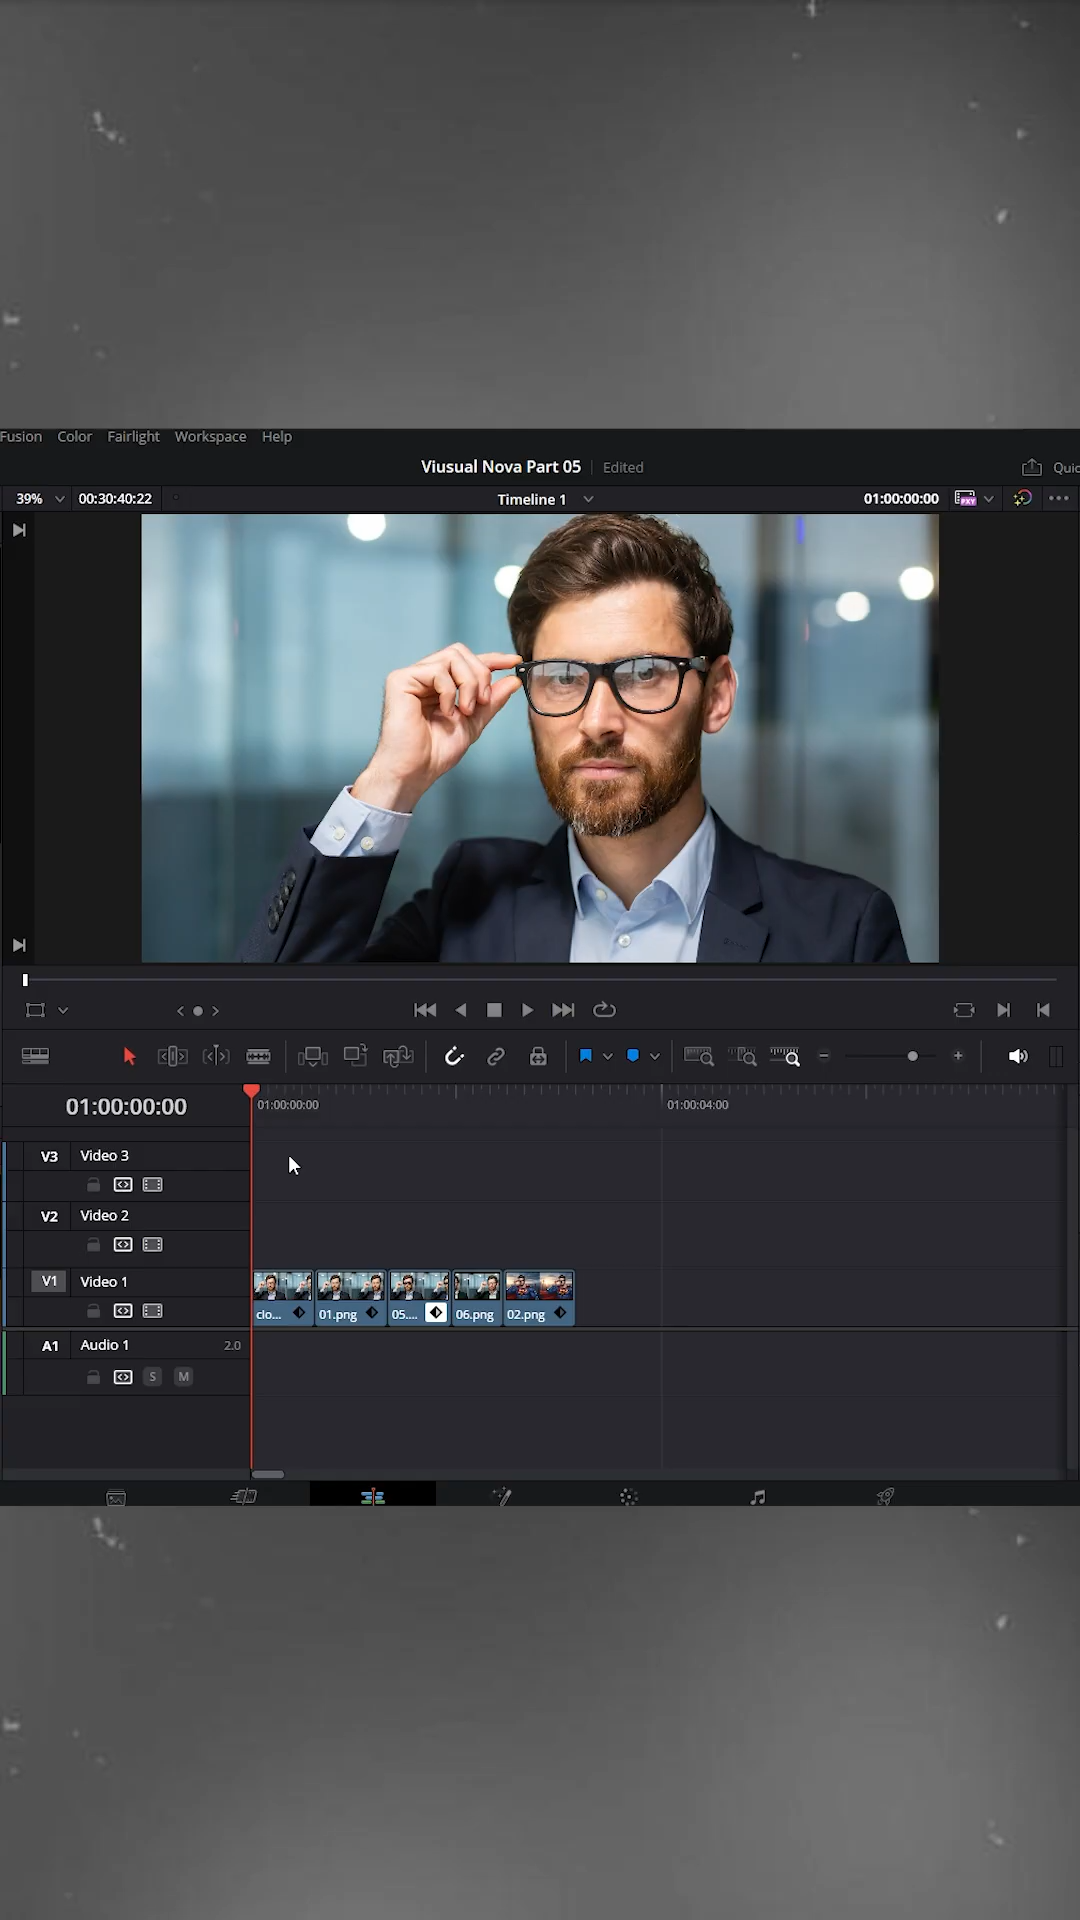 Fusion Color Fairlight Workspace Help
Viusual Nova Part 05 Edited
Quic
39% 00:30:40:22 Timeline 1 01:00:00:00
PXY
01:00:00:00 01:00:00:00 01:00:04:00
V3 Video 3
V2 Video 2
V1 Video 1
clo... 01.png 05.... 06.png 02.png
A1 Audio 1 2.0
S M